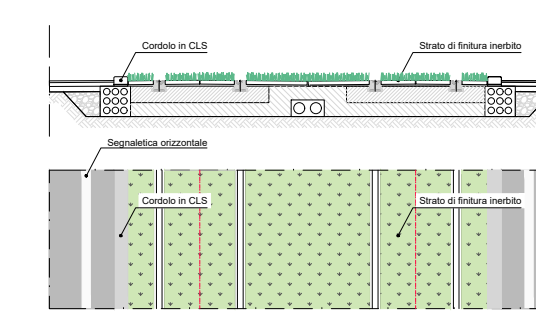 Cordolo in CLS
Strato di finitura inerbito
Segnaletica orizzontale
Cordolo in CLS
Strato di finitura inerbito